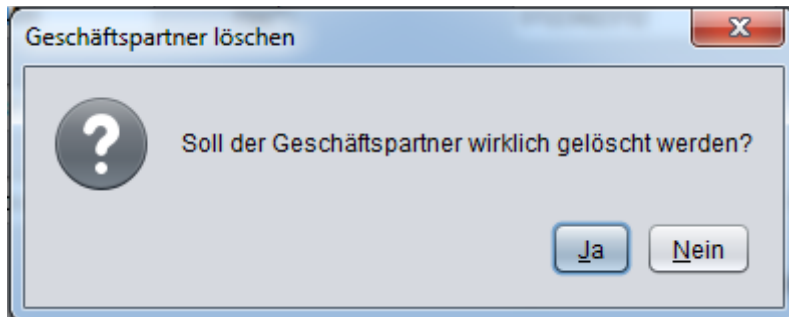 Geschäftspartner löschen
Soll der Geschäftspartner wirklich gelöscht werden?
Ja
Nein